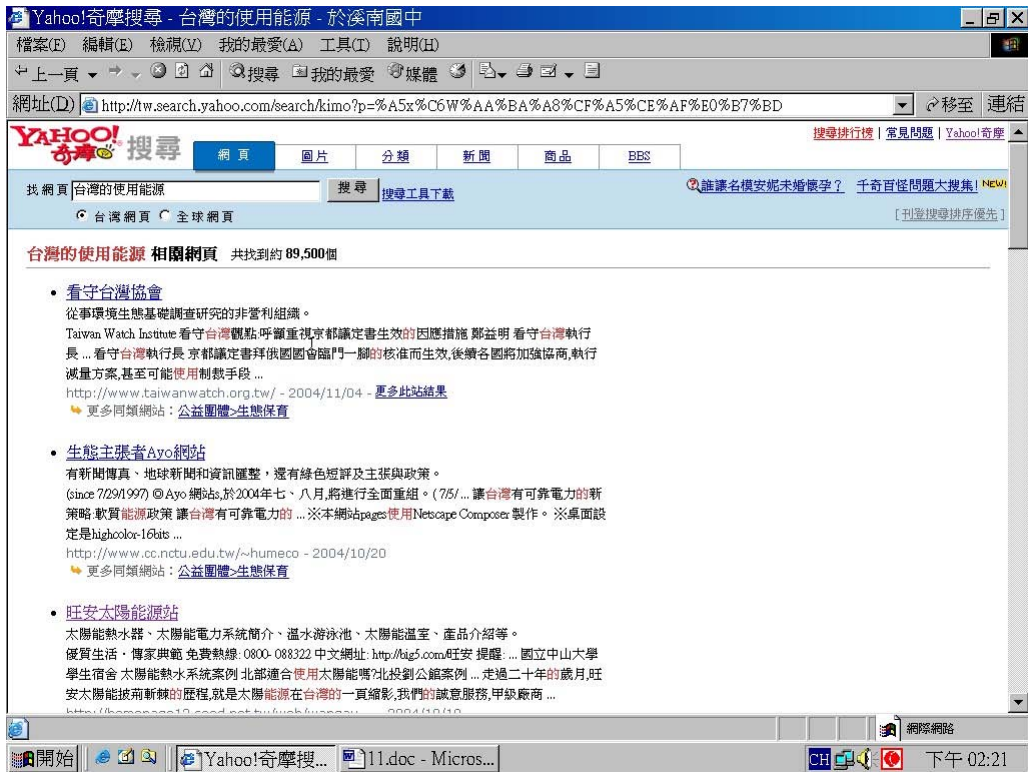 Yahoo!奇摩搜尋 - 台灣的使用能源 - 於溪南國中
檔案(F) 編輯(E) 檢視(V) 我的最愛(A) 工具(T) 說明(H)
上一頁 搜尋 我的最愛 媒體
網址(D) http://tw.search.yahoo.com/search/kimo?p=%A5x%C6W%AA%BA%A8%CF%A5%CE%AF%E0%B7%BD 移至 連結
YAHOO! 奇摩 搜尋 網頁 圖片 分類 新聞 商品 BBS
搜尋排行榜 | 常見問題 | Yahoo!奇摩
找網頁 台灣的使用能源 搜尋 搜尋工具下載 誰讓名模安妮未婚懷孕? 千奇百怪問題大搜集! NEW!
台灣網頁 全球網頁 [刊登搜尋排序優先]
台灣的使用能源 相關網頁 共找到約 89,500個
• 看守台灣協會
從事環境生態基礎調查研究的非營利組織。
Taiwan Watch Institute 看守台灣觀點:呼籲重視京都議定書生效的因應措施 鄭益明 看守台灣執行
長 ... 看守台灣執行長 京都議定書拜俄國國會臨門一腳的核准而生效,後續各國將加強協商,執行
減量方案,甚至可能使用制裁手段 ...
http://www.taiwanwatch.org.tw/ - 2004/11/04 - 更多此站結果
更多同類網站:公益團體>生態保育
• 生態主張者Ayo網站
有新聞傳真、地球新聞和資訊匯整,還有綠色短評及主張與政策。
(since 7/29/1997) ◎Ayo 網站s,於2004年七、八月,將進行全面重組。( 7/5/ ... 讓台灣有可靠電力的新
策略:軟質能源政策 讓台灣有可靠電力的 ... ※本網站pages使用Netscape Composer 製作。 ※桌面設
定是highcolor-16bits ...
http://www.cc.nctu.edu.tw/~humeco - 2004/10/20
更多同類網站:公益團體>生態保育
• 旺安太陽能源站
太陽能熱水器、太陽能電力系統簡介、溫水游泳池、太陽能溫室、產品介紹等。
優質生活‧傳家典範 免費熱線: 0800- 088322 中文網址: http://big5.com/旺安 提醒: ... 國立中山大學
學生宿舍 太陽能熱水系統案例 北部適合使用太陽能嗎?北投劉公館案例 ... 走過二十年的歲月,旺
安太陽能披荊斬棘的歷程,就是太陽能源在台灣的一頁縮影,我們的誠意服務,甲級廠商 ...
網際網路
開始 Yahoo!奇摩搜... 11.doc - Micros... CH 下午 02:21